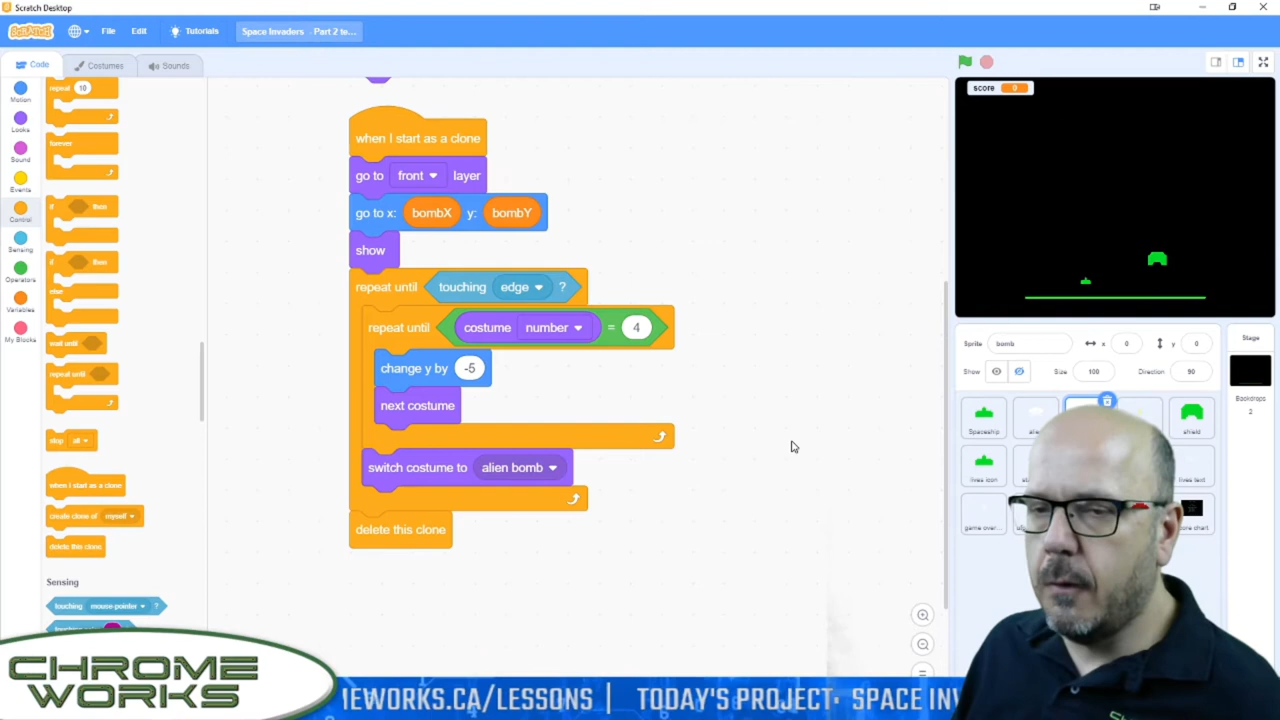 Scratch Desktop
SCRATCH File Edit Tutorials Space Invaders - Part 2 te...
Code Costumes Sounds
Motion
Looks
Sound
Events
Control
Sensing
Operators
Variables
My Blocks
repeat 10
forever
if then
if then
else
wait until
repeat until
stop all
when I start as a clone
create clone of myself
delete this clone
Sensing
touching mouse-pointer ?
when I start as a clone
go to front layer
go to x: bombX y: bombY
show
repeat until touching edge ?
repeat until costume number = 4
change y by -5
next costume
switch costume to alien bomb
delete this clone
score 0
Sprite bomb x 0 y 0
Show Size 100 Direction 90
Stage
Backdrops
2
Spaceship
shield
lives icon
lives text
game over...
CHROME
WORKS
IEWORKS.CA/LESSONS | TODAY'S PROJECT: SPACE INV